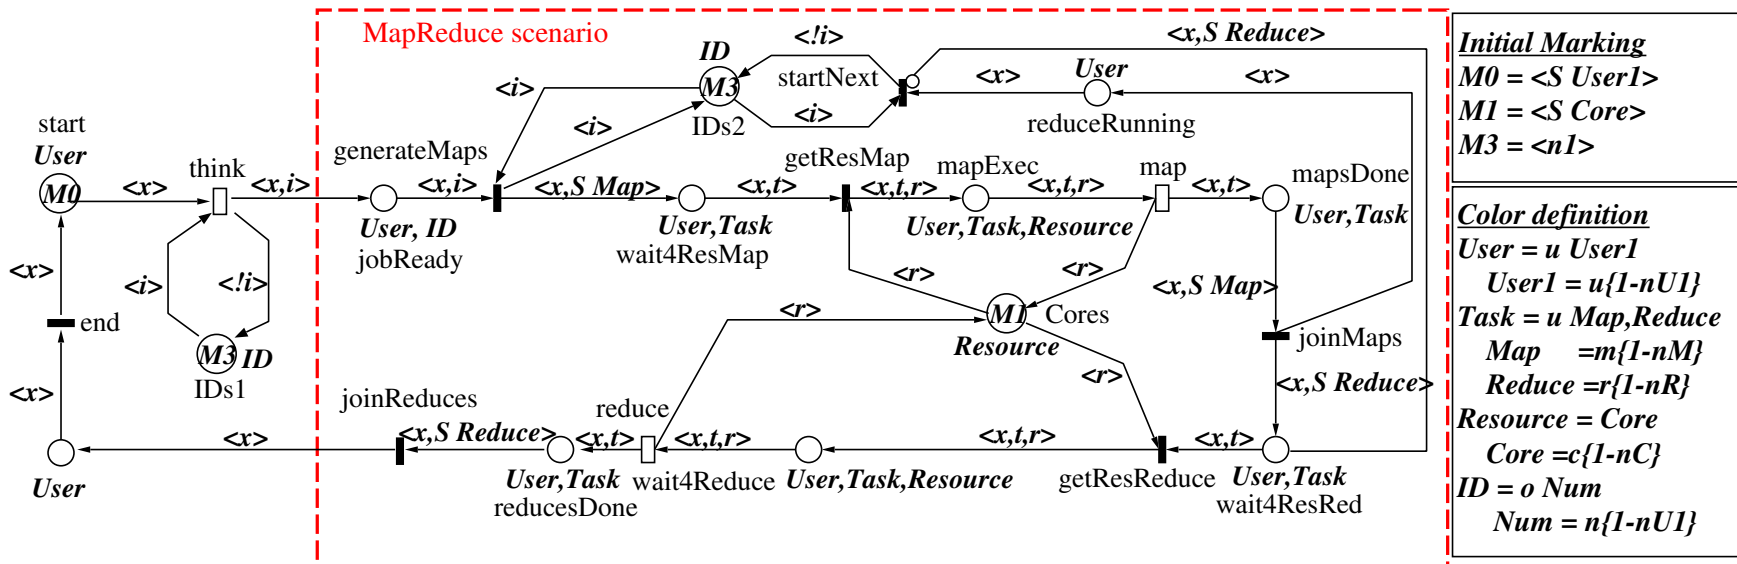 MapReduce scenario
<!i>
<x,S Reduce>
ID
M3
IDs2
startNext
<x>
User
<x>
reduceRunning
<i>
<i>
<i>
start
User
M0
<x>
think
<x,i>
generateMaps
<x,i>
User, ID
jobReady
<x,S Map>
User,Task
wait4ResMap
<x,t>
getResMap
<x,t,r>
mapExec
User,Task,Resource
<x,t,r>
map
<x,t>
mapsDone
User,Task
<i>
<!i>
M3
ID
IDs1
<x>
end
<x>
User
<r>
<r>
<r>
<r>
M1
Cores
Resource
<x,S Map>
joinMaps
<x,S Reduce>
joinReduces
<x>
<x,S Reduce>
reduce
<x,t>
<x,t,r>
<x,t,r>
<x,t>
User,Task
reducesDone
wait4Reduce
User,Task,Resource
getResReduce
User,Task
wait4ResRed
Initial Marking
M0 = <S User1>
M1 = <S Core>
M3 = <n1>
Color definition
User = u User1
User1 = u{1-nU1}
Task = u Map,Reduce
Map =m{1-nM}
Reduce =r{1-nR}
Resource = Core
Core =c{1-nC}
ID = o Num
Num = n{1-nU1}